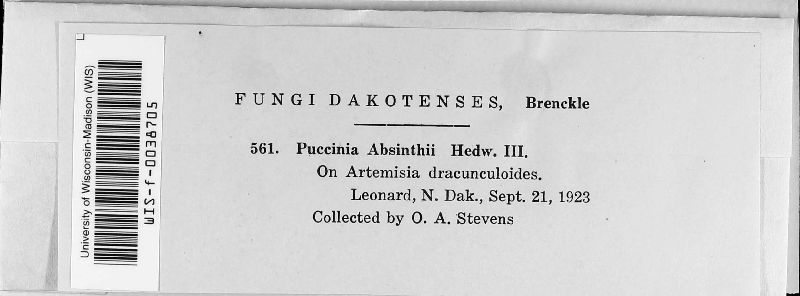 FUNGI DAKOTENSES, Brenckle
561. Puccinia Absinthii Hedw. III.
On Artemisia dracunculoides.
Leonard, N. Dak., Sept. 21, 1923
Collected by O. A. Stevens
University of Wisconsin-Madison (WIS)
WIS-f-0038705